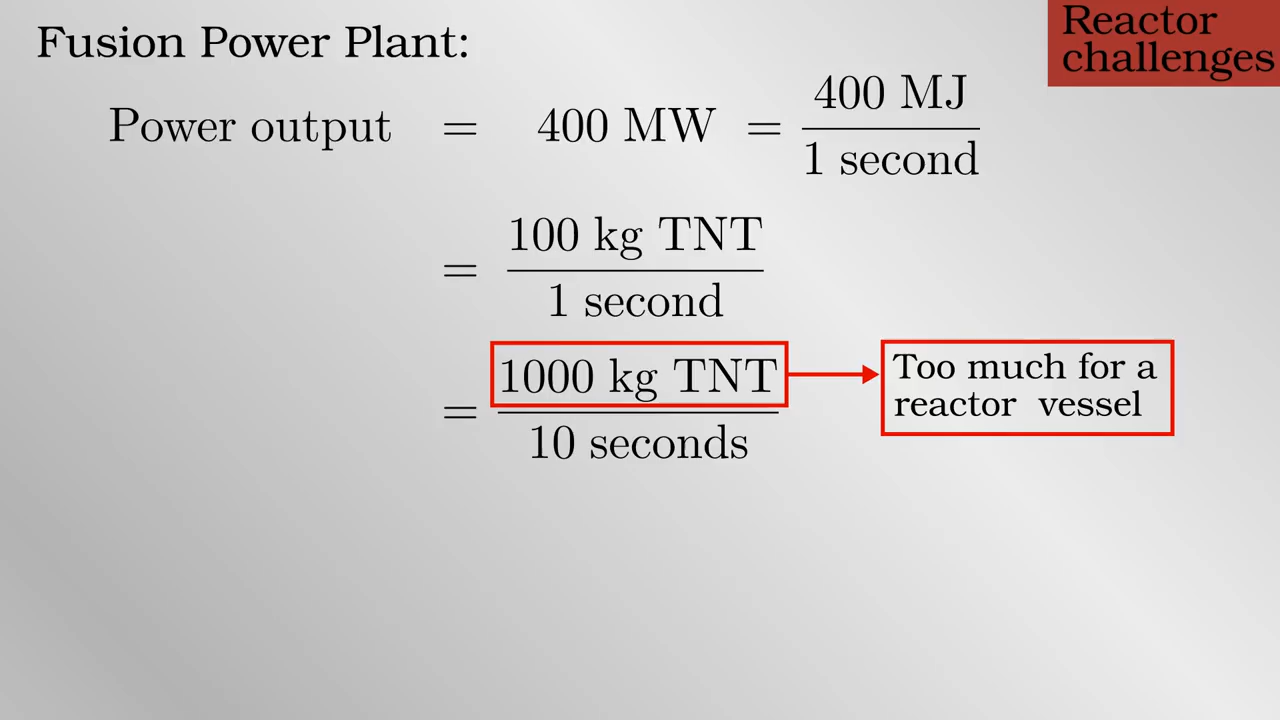 Fusion Power Plant:
Reactor
challenges
Power output = 400 MW = 400 MJ / 1 second
= 100 kg TNT / 1 second
= 1000 kg TNT / 10 seconds
Too much for a
reactor vessel